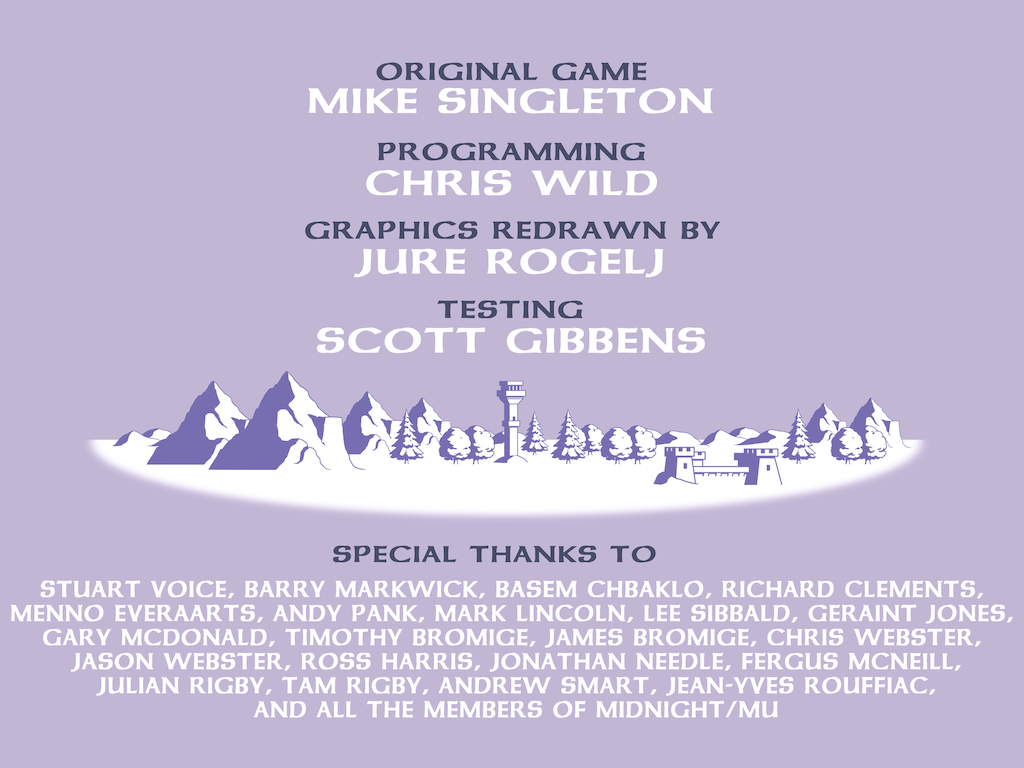 ORIGINAL GAME
MIKE SINGLETON
PROGRAMMING
CHRIS WILD
GRAPHICS REDRAWN BY
JURE ROGELJ
TESTING
SCOTT GIBBENS
SPECIAL THANKS TO
STUART VOICE, BARRY MARKWICK, BASEM CHBAKLO, RICHARD CLEMENTS,
MENNO EVERAARTS, ANDY PANK, MARK LINCOLN, LEE SIBBALD, GERAINT JONES,
GARY MCDONALD, TIMOTHY BROMIGE, JAMES BROMIGE, CHRIS WEBSTER,
JASON WEBSTER, ROSS HARRIS, JONATHAN NEEDLE, FERGUS MCNEILL,
JULIAN RIGBY, TAM RIGBY, ANDREW SMART, JEAN-YVES ROUFFIAC,
AND ALL THE MEMBERS OF MIDNIGHT/MU